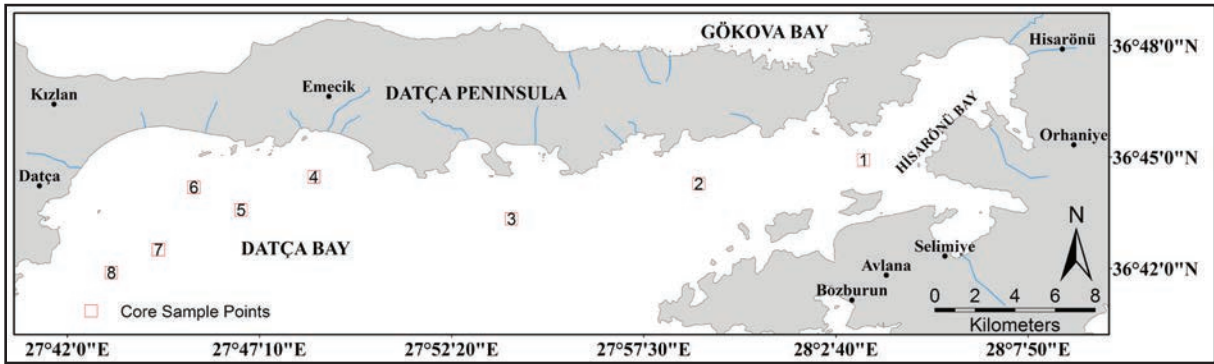 GÖKOVA BAY
Hisarönü
36°48'0"N
Kızlan
Emecik
DATÇA PENINSULA
HİSARÖNÜ BAY
Orhaniye
36°45'0"N
1
Datça
2
4
6
5
3
N
7
DATÇA BAY
Selimiye
8
Avlana
36°42'0"N
Bozburun
Core Sample Points
0 2 4 6 8
Kilometers
27°42'0"E 27°47'10"E 27°52'20"E 27°57'30"E 28°2'40"E 28°7'50"E